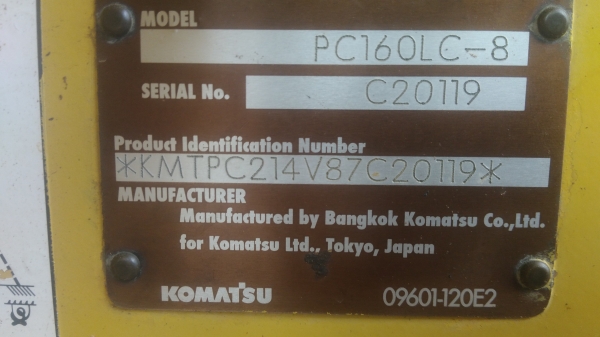 MODEL
PC160LC-8
SERIAL No. C20119
Product Identification Number
*KMTPC214V87C20119*
MANUFACTURER
Manufactured by Bangkok Komatsu Co.,Ltd.
for Komatsu Ltd., Tokyo, Japan
KOMATSU 09601-120E2